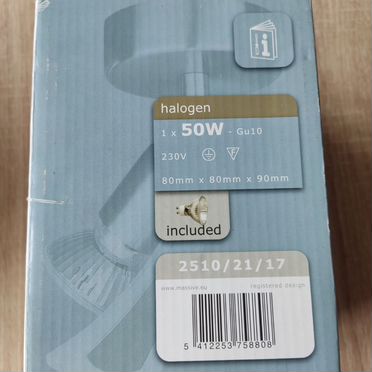 halogen
1 x 50W - Gu10
230V F
80mm x 80mm x 90mm
included
2510/21/17
www.massive.eu registered design
5 412253 758808